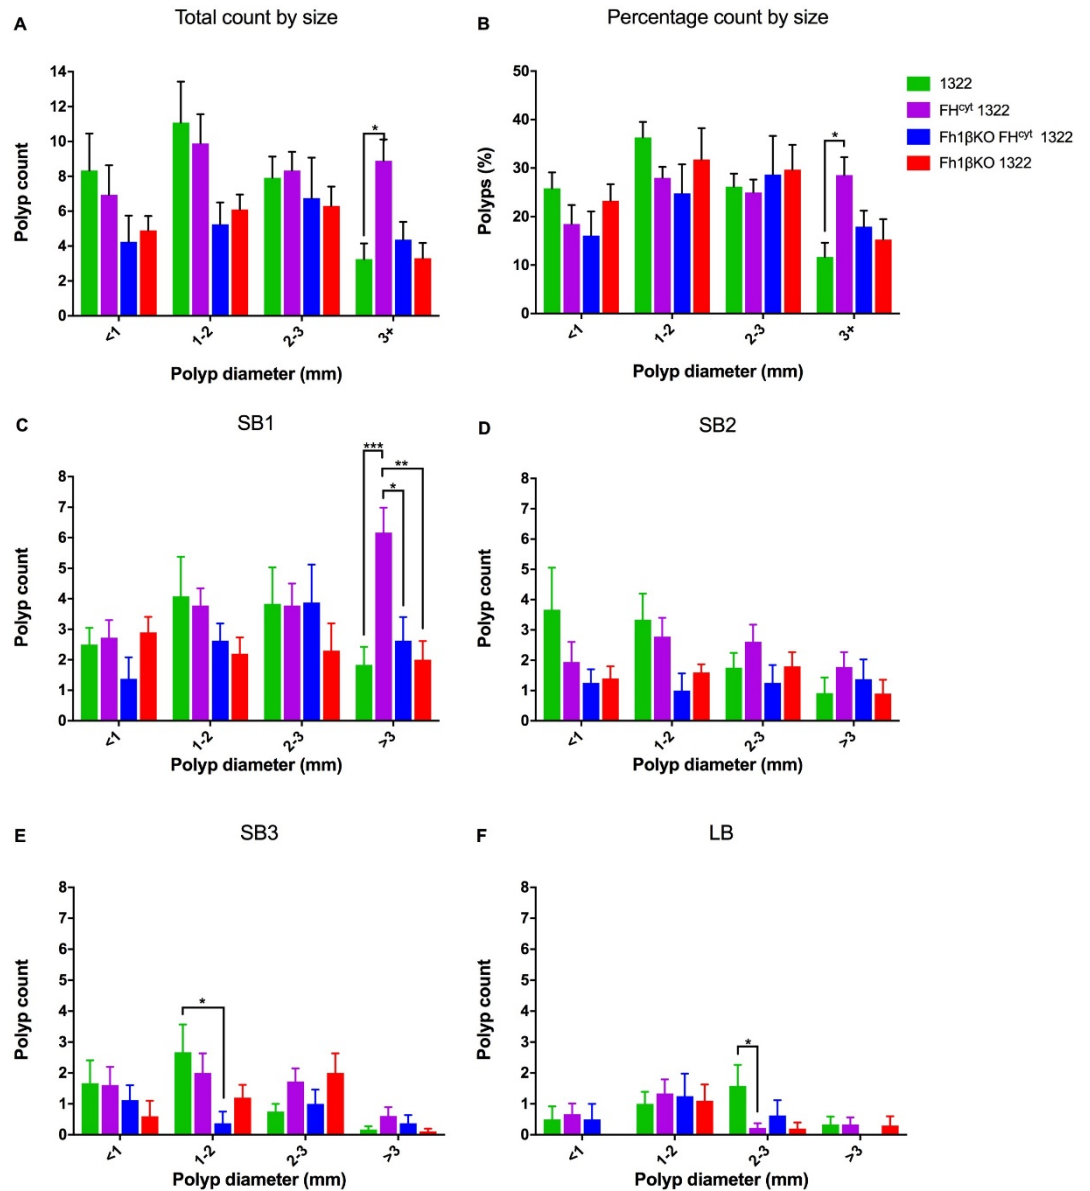 A Total count by size
Polyp count
14
12
10
8
6
4
2
0
*
<1 1-2 2-3 3+
Polyp diameter (mm)
B Percentage count by size
Polyps (%)
50
40
30
20
10
0
*
<1 1-2 2-3 3+
Polyp diameter (mm)
1322
FHcyt 1322
Fh1βKO FHcyt 1322
Fh1βKO 1322
C SB1
Polyp count
8
7
6
5
4
3
2
1
0
***
**
*
<1 1-2 2-3 >3
Polyp diameter (mm)
D SB2
Polyp count
8
7
6
5
4
3
2
1
0
<1 1-2 2-3 >3
Polyp diameter (mm)
E SB3
Polyp count
8
7
6
5
4
3
2
1
0
*
<1 1-2 2-3 >3
Polyp diameter (mm)
F LB
Polyp count
8
7
6
5
4
3
2
1
0
*
<1 1-2 2-3 >3
Polyp diameter (mm)